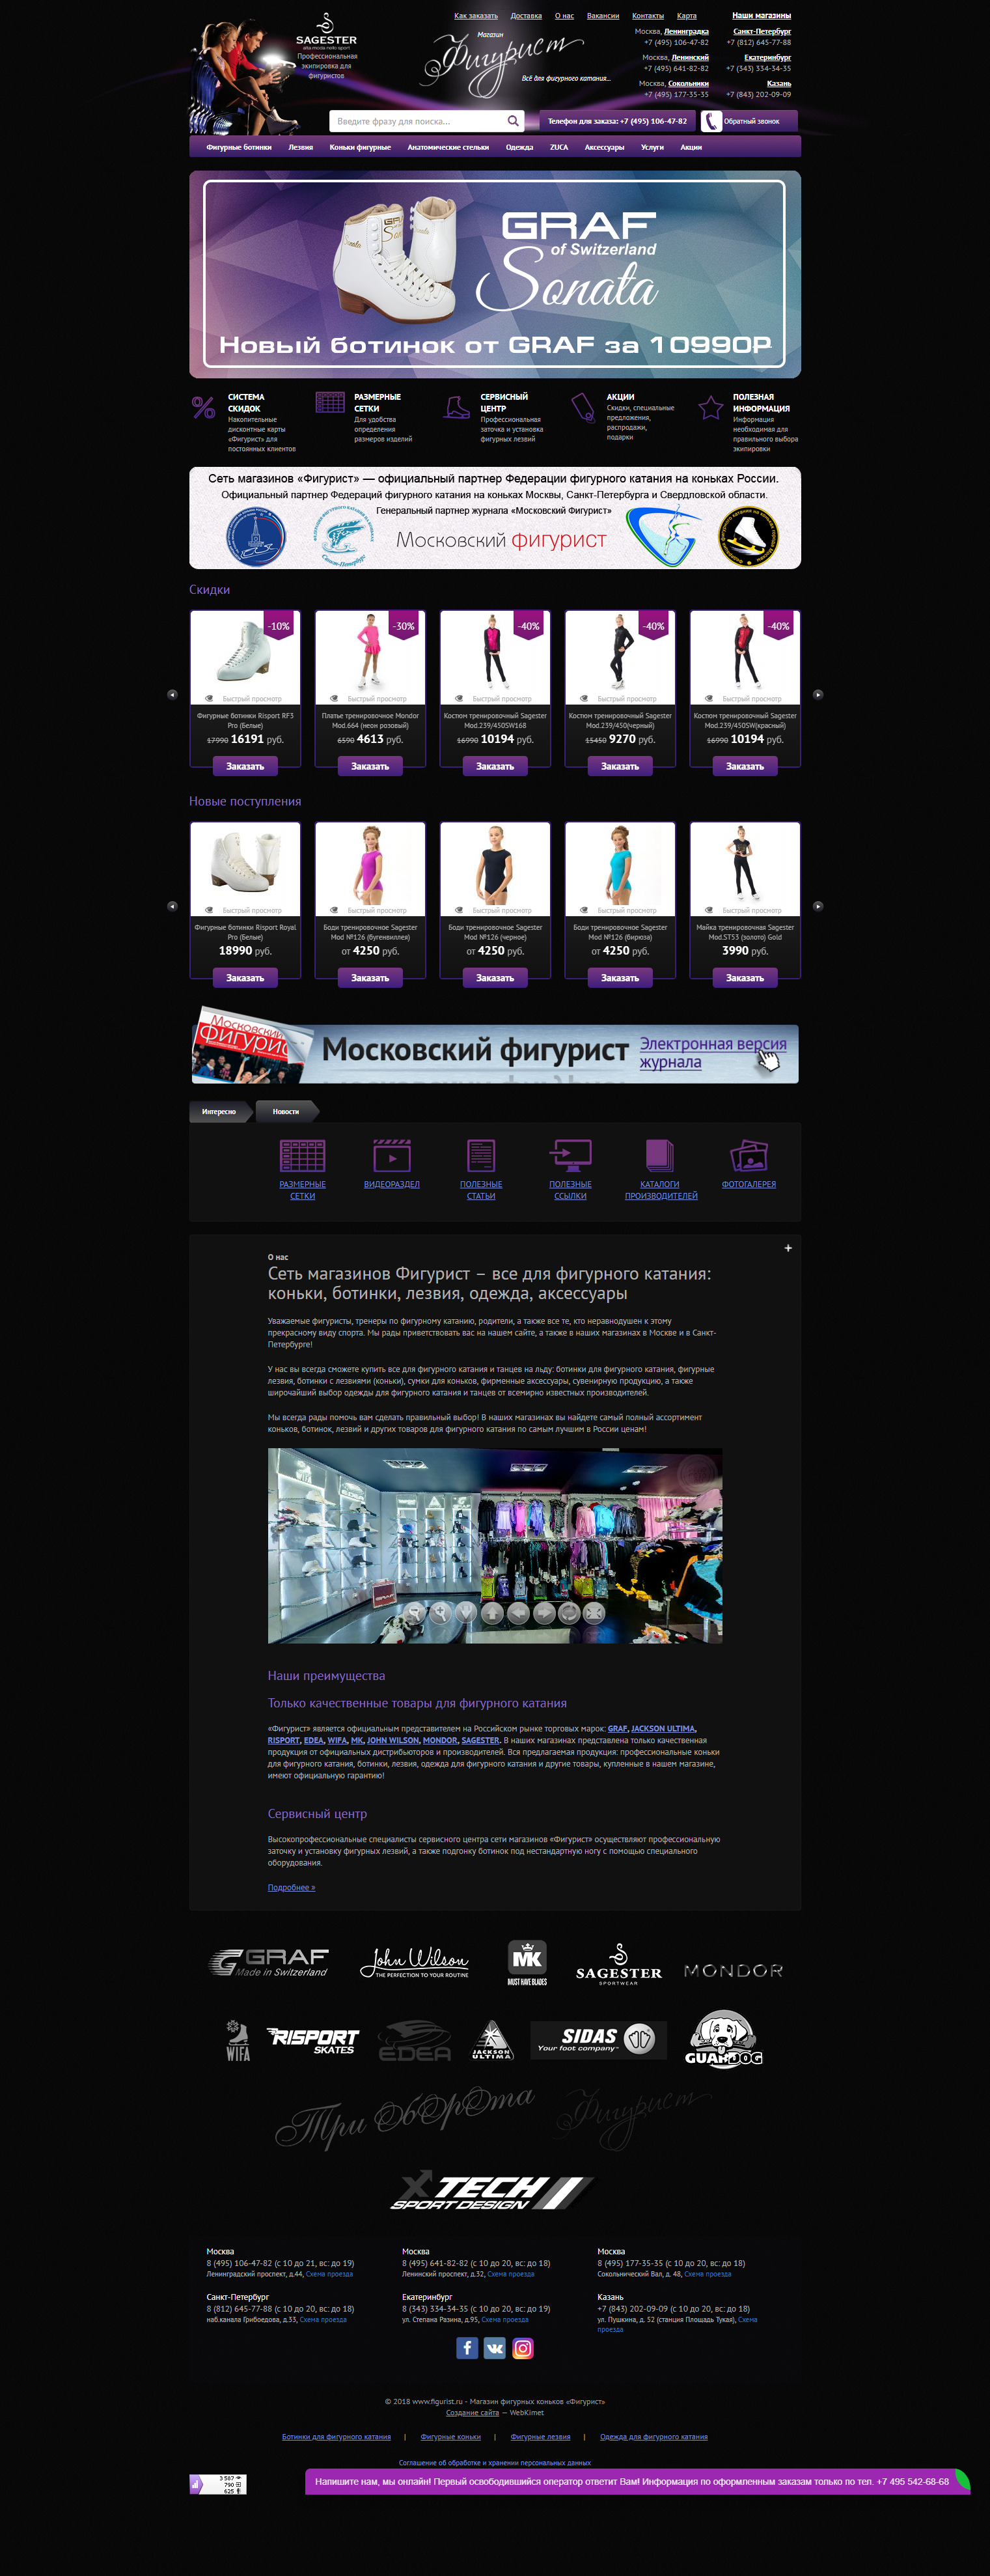 SAGESTER
alta moda nello sport
Профессиональная
экипировка для
фигуристов
Как заказать Доставка О нас Вакансии Контакты Карта
Магазин
Фигурист
Всё для фигурного катания...
Наши магазины
Москва, Ленинградка
+7 (495) 106-47-82
Санкт-Петербург
+7 (812) 645-77-88
Москва, Ленинский
+7 (495) 641-82-82
Екатеринбург
+7 (343) 334-34-35
Москва, Сокольники
+7 (495) 177-35-35
Казань
+7 (843) 202-09-09
Введите фразу для поиска...
Телефон для заказа: +7 (495) 106-47-82
Обратный звонок
Фигурные ботинки Лезвия Коньки фигурные Анатомические стельки Одежда ZUCA Аксессуары Услуги Акции
GRAF
Sonata
Sonata
GRAF
of Switzerland
Sonata
Новый ботинок от GRAF за 10990Р
СИСТЕМА
СКИДОК
Накопительные
дисконтные карты
«Фигурист» для
постоянных клиентов
РАЗМЕРНЫЕ
СЕТКИ
Для удобства
определения
размеров изделий
СЕРВИСНЫЙ
ЦЕНТР
Профессиональная
заточка и установка
фигурных лезвий
АКЦИИ
Скидки, специальные
предложения,
распродажи,
подарки
ПОЛЕЗНАЯ
ИНФОРМАЦИЯ
Информация
необходимая для
правильного выбора
экипировки
Сеть магазинов «Фигурист» — официальный партнер Федерации фигурного катания на коньках России.
Официальный партнер Федераций фигурного катания на коньках Москвы, Санкт-Петербурга и Свердловской области.
Генеральный партнер журнала «Московский Фигурист»
Санкт-Петербург
Московский фигурист
Скидки
-10% -30% -40% -40% -40%
Быстрый просмотр Быстрый просмотр Быстрый просмотр Быстрый просмотр Быстрый просмотр
Фигурные ботинки Risport RF3
Pro (Белые)
17990 16191 руб.
Заказать
Платье тренировочное Mondor
Mod.664 (неон розовый)
6590 4613 руб.
Заказать
Костюм тренировочный Sagester
Mod.239/450SW168
16990 10194 руб.
Заказать
Костюм тренировочный Sagester
Mod.239/450(черный)
15450 9270 руб.
Заказать
Костюм тренировочный Sagester
Mod.239/450SW(красный)
16990 10194 руб.
Заказать
Новые поступления
Быстрый просмотр Быстрый просмотр Быстрый просмотр Быстрый просмотр Быстрый просмотр
Фигурные ботинки Risport Royal
Pro (Белые)
18990 руб.
Заказать
Боди тренировочное Sagester
Mod №126 (бугенвиллея)
от 4250 руб.
Заказать
Боди тренировочное Sagester
Mod №126 (черное)
от 4250 руб.
Заказать
Боди тренировочное Sagester
Mod №126 (бирюза)
от 4250 руб.
Заказать
Майка тренировочная Sagester
Mod.ST53 (золото) Gold
3990 руб.
Заказать
Московский
Фигурист
Московский фигурист
Электронная версия
журнала
Интересно Новости
РАЗМЕРНЫЕ
СЕТКИ
ВИДЕОРАЗДЕЛ
ПОЛЕЗНЫЕ
СТАТЬИ
ПОЛЕЗНЫЕ
ССЫЛКИ
КАТАЛОГИ
ПРОИЗВОДИТЕЛЕЙ
ФОТОГАЛЕРЕЯ
О нас
Сеть магазинов Фигурист – все для фигурного катания:
коньки, ботинки, лезвия, одежда, аксессуары
Уважаемые фигуристы, тренеры по фигурному катанию, родители, а также все те, кто неравнодушен к этому
прекрасному виду спорта. Мы рады приветствовать вас на нашем сайте, а также в наших магазинах в Москве и в Санкт-
Петербурге!
У нас вы всегда сможете купить все для фигурного катания и танцев на льду: ботинки для фигурного катания, фигурные
лезвия, ботинки с лезвиями (коньки), сумки для коньков, фирменные аксессуары, сувенирную продукцию, а также
широчайший выбор одежды для фигурного катания и танцев от всемирно известных производителей.
Мы всегда рады помочь вам сделать правильный выбор! В наших магазинах вы найдете самый полный ассортимент
коньков, ботинок, лезвий и других товаров для фигурного катания по самым лучшим в России ценам!
Наши преимущества
Только качественные товары для фигурного катания
«Фигурист» является официальным представителем на Российском рынке торговых марок: GRAF, JACKSON ULTIMA,
RISPORT, EDEA, WIFA, MK, JOHN WILSON, MONDOR, SAGESTER. В наших магазинах представлена только качественная
продукция от официальных дистрибьюторов и производителей. Вся предлагаемая продукция: профессиональные коньки
для фигурного катания, ботинки, лезвия, одежда для фигурного катания и другие товары, купленные в нашем магазине,
имеют официальную гарантию!
Сервисный центр
Высокопрофессиональные специалисты сервисного центра сети магазинов «Фигурист» осуществляют профессиональную
заточку и установку фигурных лезвий, а также подгонку ботинок под нестандартную ногу с помощью специального
оборудования.
Подробнее »
GRAF
Made in Switzerland
John Wilson
THE PERFECTION TO YOUR ROUTINE
MK
MUST HAVE BLADES
SAGESTER
SPORTSWEAR
MONDOR
WIFA
RISPORT
SKATES
EDEA
JACKSON
ULTIMA
SIDAS
Your foot company
GUARDOG
Три оборота
Фигурист
XTECH
SPORT DESIGN
Москва
8 (495) 106-47-82 (с 10 до 21, вс: до 19)
Ленинградский проспект, д.44, Схема проезда
Москва
8 (495) 641-82-82 (с 10 до 20, вс: до 18)
Ленинский проспект, д.32, Схема проезда
Москва
8 (495) 177-35-35 (с 10 до 20, вс: до 18)
Сокольнический Вал, д. 48, Схема проезда
Санкт-Петербург
8 (812) 645-77-88 (с 10 до 20, вс: до 18)
наб.канала Грибоедова, д.33, Схема проезда
Екатеринбург
8 (343) 334-34-35 (с 10 до 20, вс: до 19)
ул. Степана Разина, д.95, Схема проезда
Казань
+7 (843) 202-09-09 (с 10 до 20, вс: до 18)
ул. Пушкина, д. 52 (станция Площадь Тукая), Схема
проезда
© 2018 www.figurist.ru - Магазин фигурных коньков «Фигурист»
Создание сайта — WebKimet
Ботинки для фигурного катания | Фигурные коньки | Фигурные лезвия | Одежда для фигурного катания
Соглашение об обработке и хранении персональных данных
3 587
790
625
Напишите нам, мы онлайн! Первый освободившийся оператор ответит Вам! Информация по оформленным заказам только по тел. +7 495 542-68-68